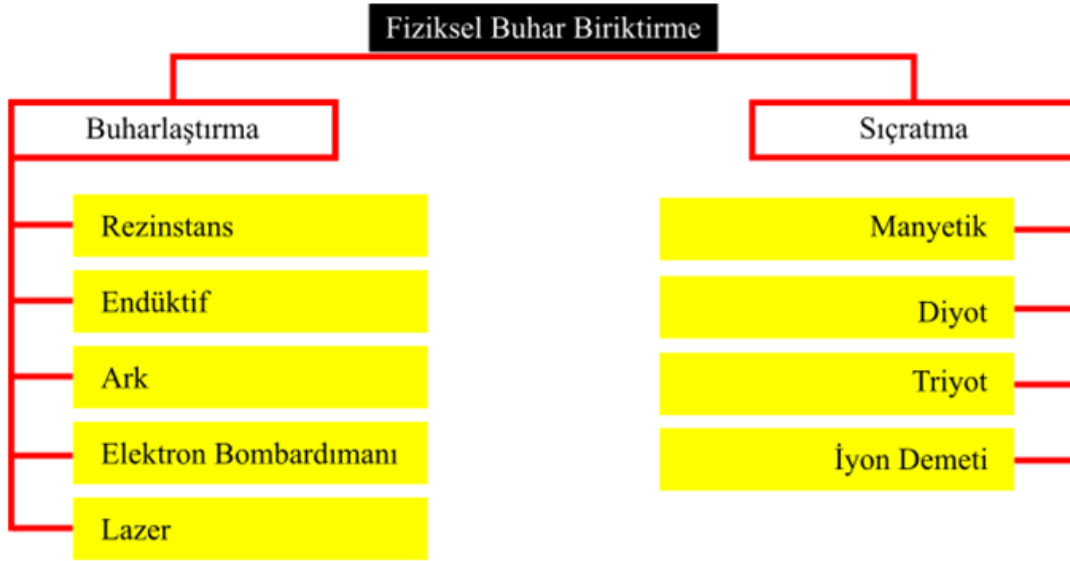 Fiziksel Buhar Biriktirme
Buharlaştırma
Rezinstans
Endüktif
Ark
Elektron Bombardımanı
Lazer
Sıçratma
Manyetik
Diyot
Triyot
İyon Demeti